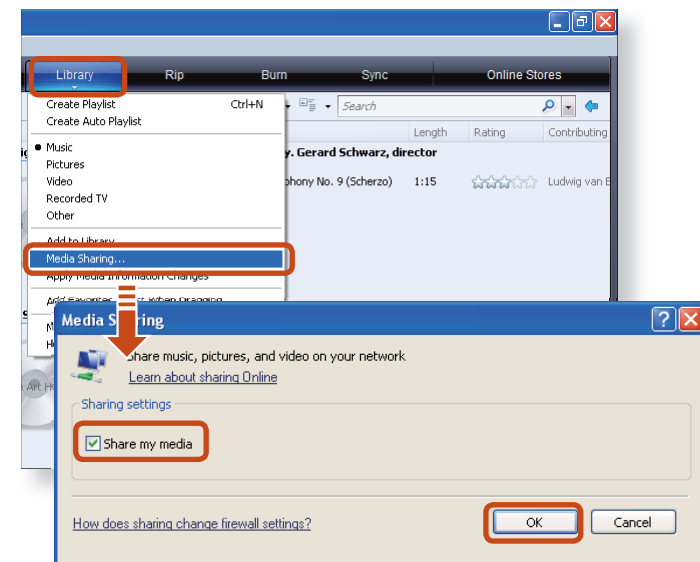 Library Rip Burn Sync Online Stores
Create Playlist Ctrl+N Search
Create Auto Playlist
Length Rating Contributing
Music
y. Gerard Schwarz, director
Pictures
Video phony No. 9 (Scherzo) 1:15 Ludwig van B
Recorded TV
Other
Add to Library
Media Sharing...
Apply Media Information Changes
When Dragging
Media Sharing
Share music, pictures, and video on your network
Learn about sharing Online
Sharing settings
Share my media
How does sharing change firewall settings? OK Cancel